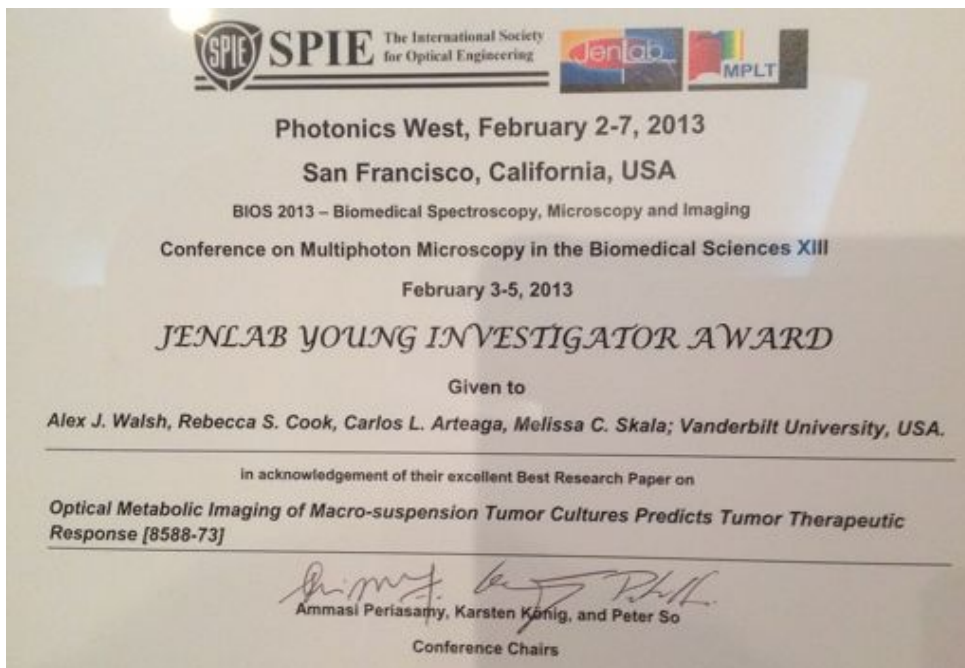 SPIE SPIE The International Society
for Optical Engineering
Jenlab
MPLT
Photonics West, February 2-7, 2013
San Francisco, California, USA
BIOS 2013 – Biomedical Spectroscopy, Microscopy and Imaging
Conference on Multiphoton Microscopy in the Biomedical Sciences XIII
February 3-5, 2013
JENLAB YOUNG INVESTIGATOR AWARD
Given to
Alex J. Walsh, Rebecca S. Cook, Carlos L. Arteaga, Melissa C. Skala; Vanderbilt University, USA.
in acknowledgement of their excellent Best Research Paper on
Optical Metabolic Imaging of Macro-suspension Tumor Cultures Predicts Tumor Therapeutic
Response [8588-73]
Ammasi Periasamy, Karsten König, and Peter So
Conference Chairs